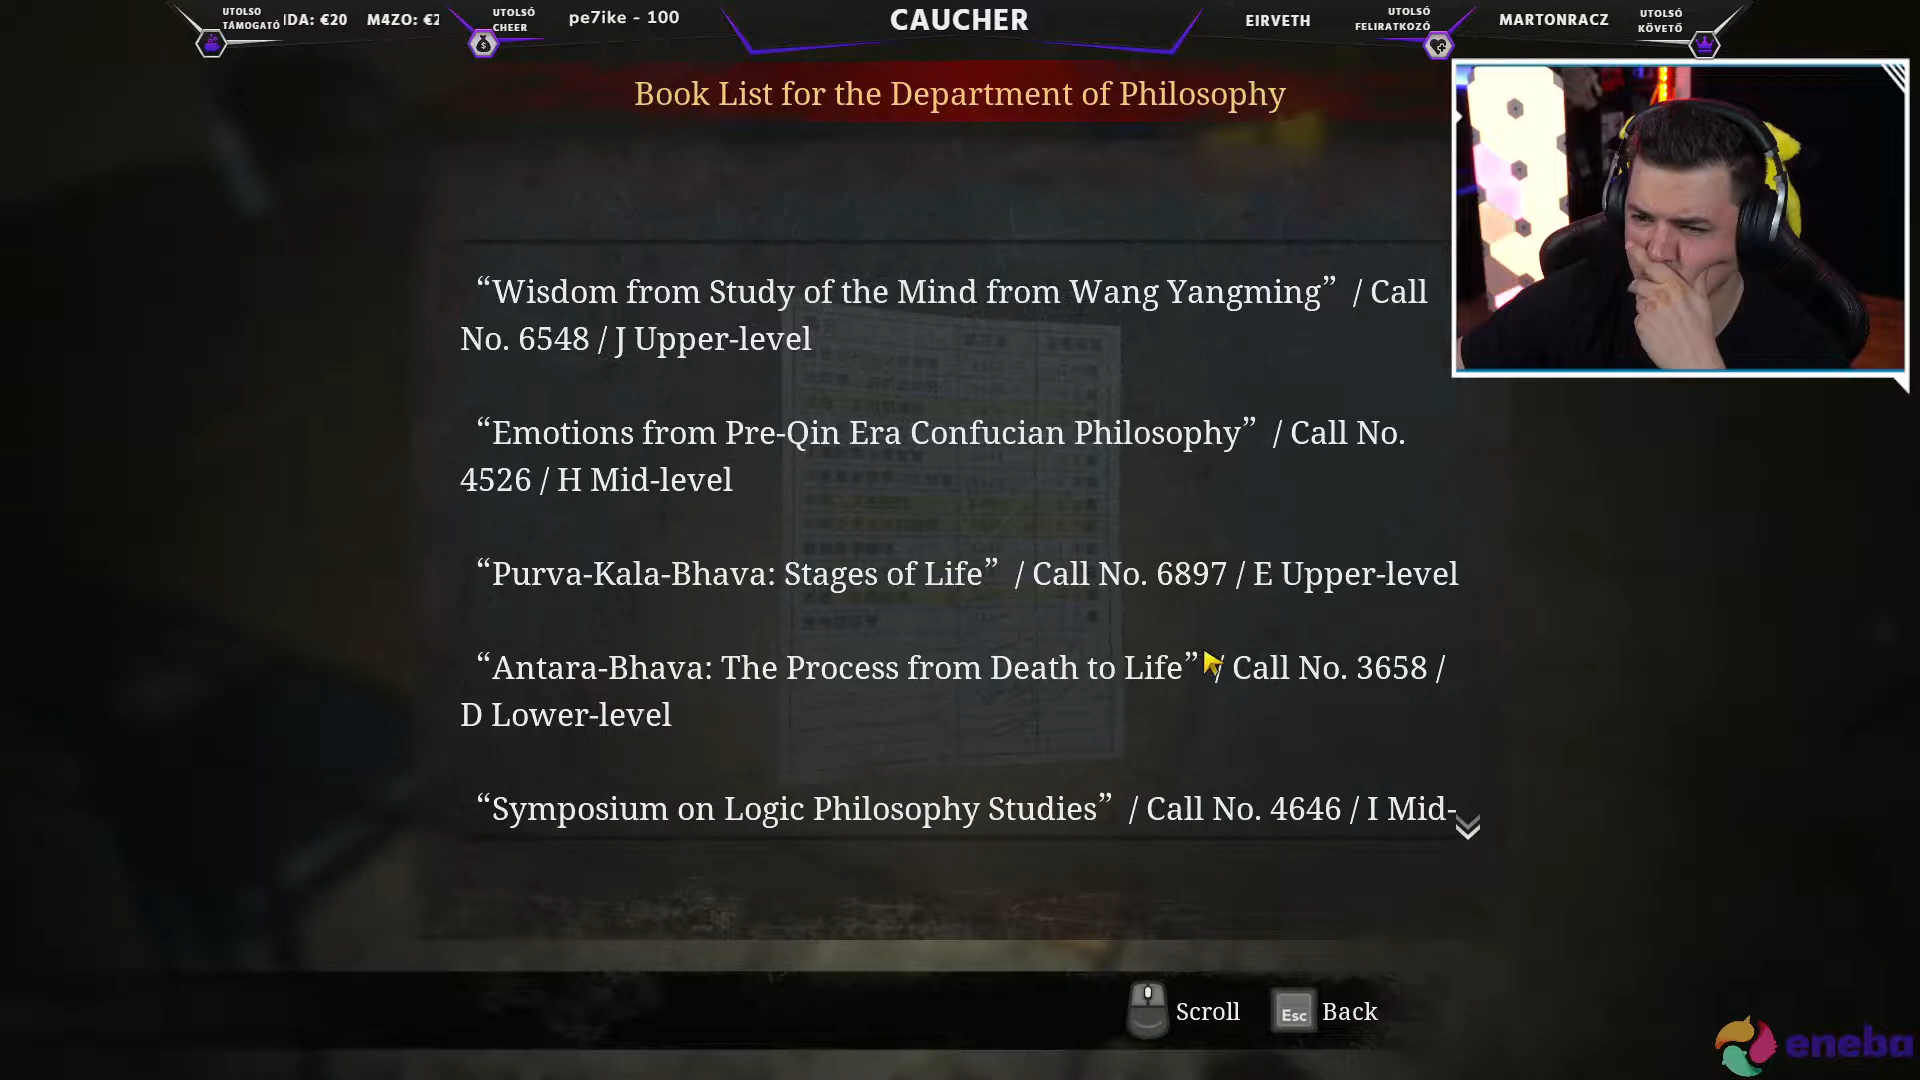 UTOLSO
TÁMOGATÓ
IDA: €20 M4ZO: €2
UTOLSÓ
CHEER
pe7ike - 100
CAUCHER
EIRVETH
UTOLSÓ
FELIRATKOZÓ
MARTONRACZ
UTOLSÓ
KÖVETŐ
Book List for the Department of Philosophy
“Wisdom from Study of the Mind from Wang Yangming” / Call
No. 6548 / J Upper-level
“Emotions from Pre-Qin Era Confucian Philosophy” / Call No.
4526 / H Mid-level
“Purva-Kala-Bhava: Stages of Life” / Call No. 6897 / E Upper-level
“Antara-Bhava: The Process from Death to Life” / Call No. 3658 /
D Lower-level
“Symposium on Logic Philosophy Studies” / Call No. 4646 / I Mid-
Scroll
Esc Back
eneba